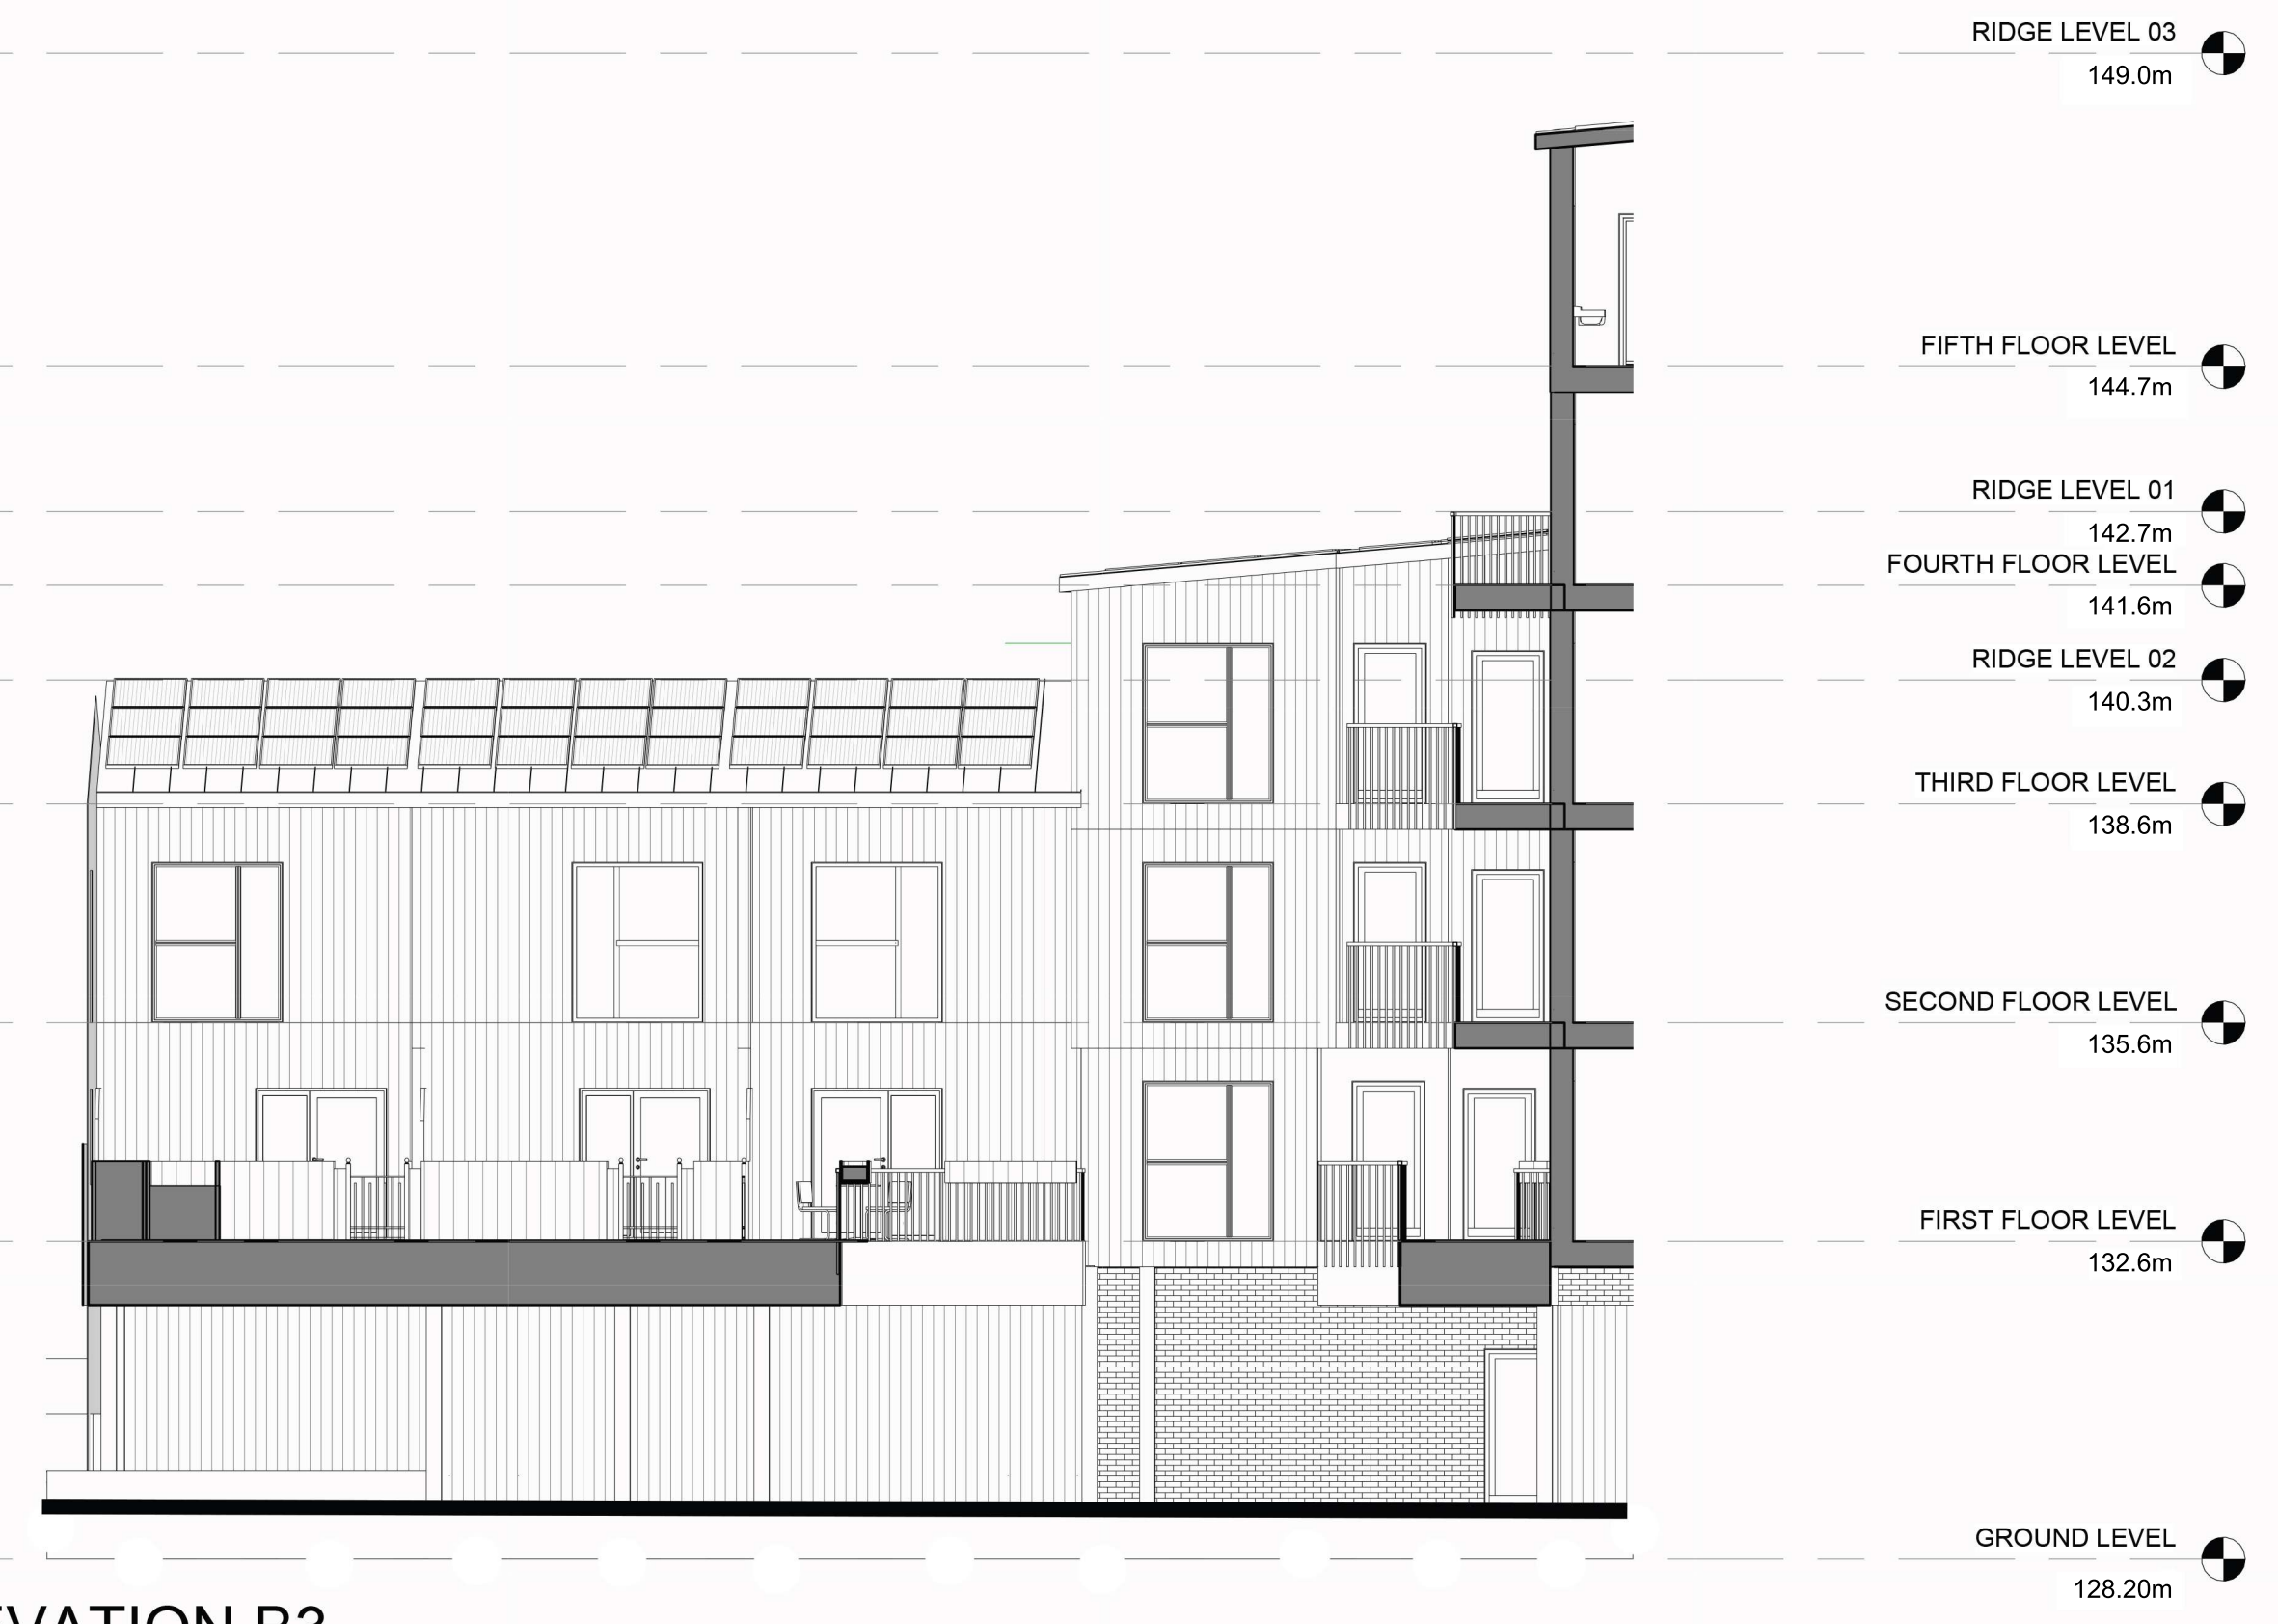 RIDGE LEVEL 03
149.0m
FIFTH FLOOR LEVEL
144.7m
RIDGE LEVEL 01
142.7m
FOURTH FLOOR LEVEL
141.6m
RIDGE LEVEL 02
140.3m
THIRD FLOOR LEVEL
138.6m
SECOND FLOOR LEVEL
135.6m
FIRST FLOOR LEVEL
132.6m
GROUND LEVEL
128.20m